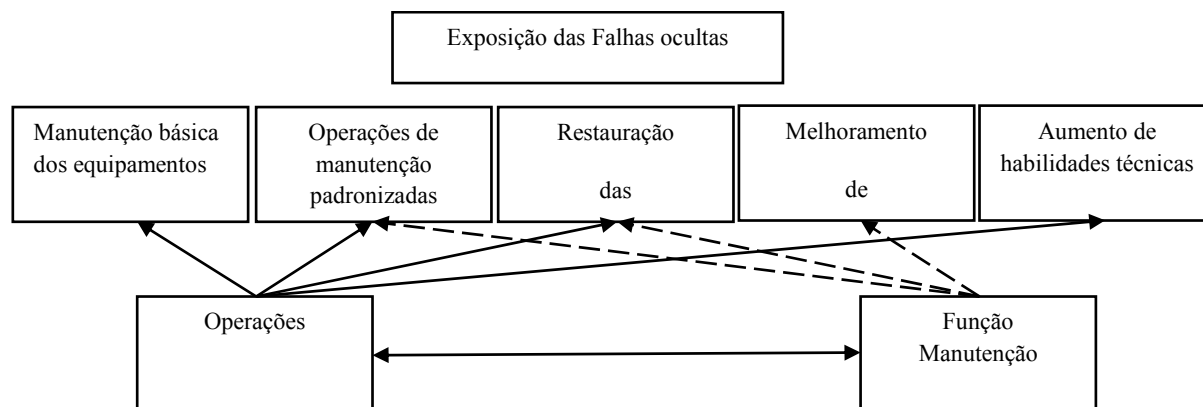 Exposição das Falhas ocultas
Manutenção básica
dos equipamentos
Operações de
manutenção
padronizadas
Restauração
das
Melhoramento
de
Aumento de
habilidades técnicas
Operações
Função
Manutenção